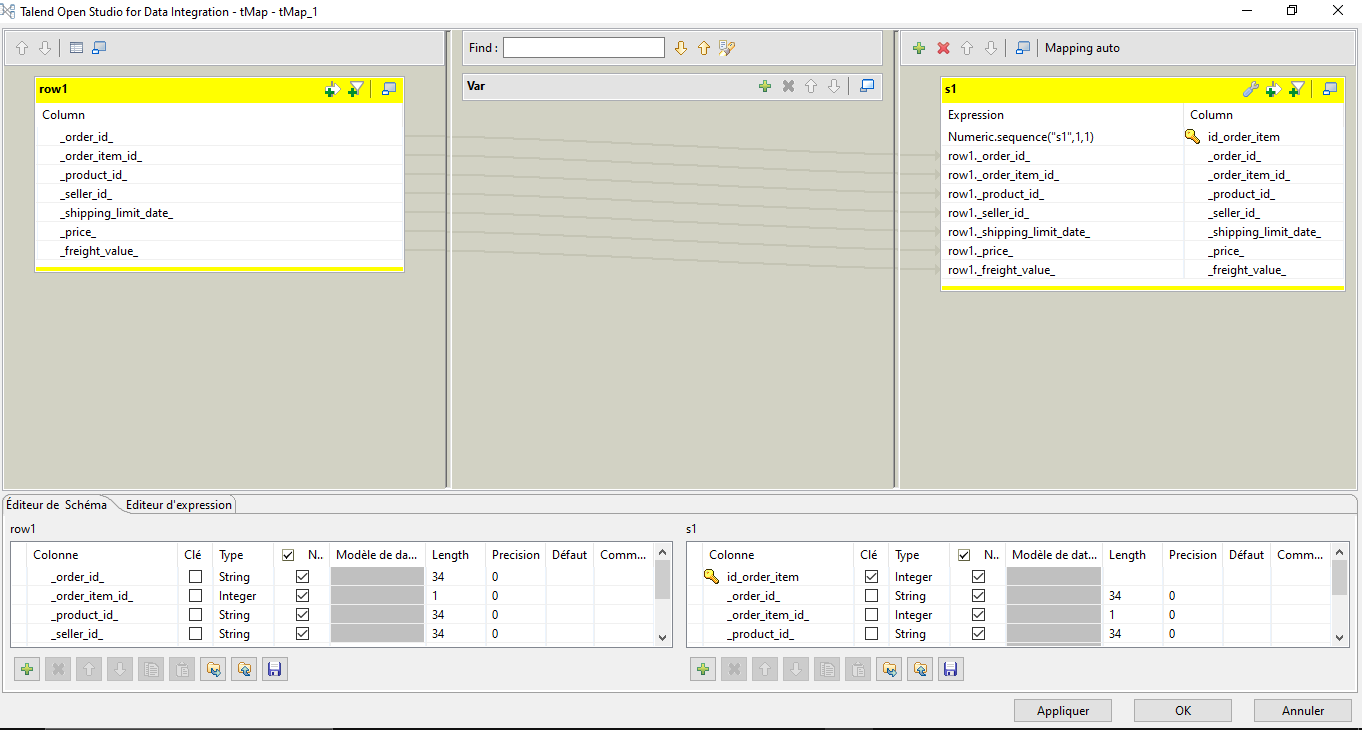 Talend Open Studio for Data Integration - tMap - tMap_1
Find :
Mapping auto
row1
Column
_order_id_
_order_item_id_
_product_id_
_seller_id_
_shipping_limit_date_
_price_
_freight_value_
Var
s1
Expression Column
Numeric.sequence("s1",1,1) id_order_item
row1._order_id_ _order_id_
row1._order_item_id_ _order_item_id_
row1._product_id_ _product_id_
row1._seller_id_ _seller_id_
row1._shipping_limit_date_ _shipping_limit_date_
row1._price_ _price_
row1._freight_value_ _freight_value_
Éditeur de Schéma Editeur d'expression
row1
Colonne Clé Type N.. Modèle de da... Length Precision Défaut Comm...
_order_id_ String 34 0
_order_item_id_ Integer 1 0
_product_id_ String 34 0
_seller_id_ String 34 0
s1
Colonne Clé Type N.. Modèle de dat... Length Precision Défaut Comm...
id_order_item Integer
_order_id_ String 34 0
_order_item_id_ Integer 1 0
_product_id_ String 34 0
Appliquer OK Annuler